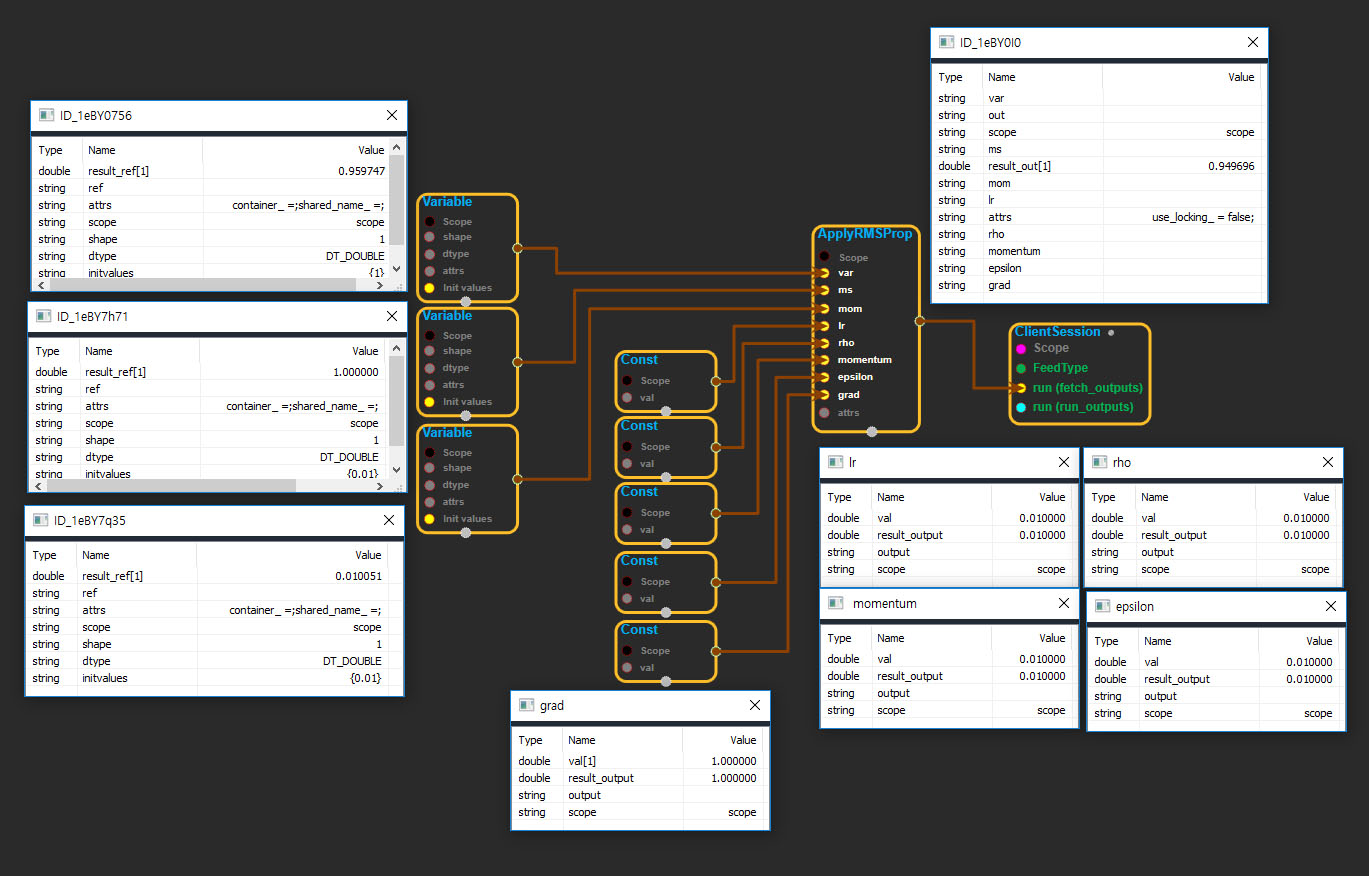 ID_1eBY0I0
Type Name Value
string var
string out
string scope scope
string ms
double result_out[1] 0.949696
string mom
string lr
string attrs use_locking_ = false;
string rho
string momentum
string epsilon
string grad
ID_1eBY0756
Type Name Value
double result_ref[1] 0.959747
string ref
string attrs container_ =;shared_name_ =;
string scope scope
string shape 1
string dtype DT_DOUBLE
string initvalues {1}
ID_1eBY7h71
Type Name Value
double result_ref[1] 1.000000
string ref
string attrs container_ =;shared_name_ =;
string scope scope
string shape 1
string dtype DT_DOUBLE
string initvalues {0.01}
ID_1eBY7q35
Type Name Value
double result_ref[1] 0.010051
string ref
string attrs container_ =;shared_name_ =;
string scope scope
string shape 1
string dtype DT_DOUBLE
string initvalues {0.01}
Variable
Scope
shape
dtype
attrs
Init values
Variable
Scope
shape
dtype
attrs
Init values
Variable
Scope
shape
dtype
attrs
Init values
Const
Scope
val
Const
Scope
val
Const
Scope
val
Const
Scope
val
Const
Scope
val
ApplyRMSProp
Scope
var
ms
mom
lr
rho
momentum
epsilon
grad
attrs
ClientSession
Scope
FeedType
run (fetch_outputs)
run (run_outputs)
lr
Type Name Value
double val 0.010000
double result_output 0.010000
string output
string scope scope
rho
Type Name Value
double val 0.010000
double result_output 0.010000
string output
string scope scope
momentum
Type Name Value
double val 0.010000
double result_output 0.010000
string output
string scope scope
epsilon
Type Name Value
double val 0.010000
double result_output 0.010000
string output
string scope scope
grad
Type Name Value
double val[1] 1.000000
double result_output 1.000000
string output
string scope scope